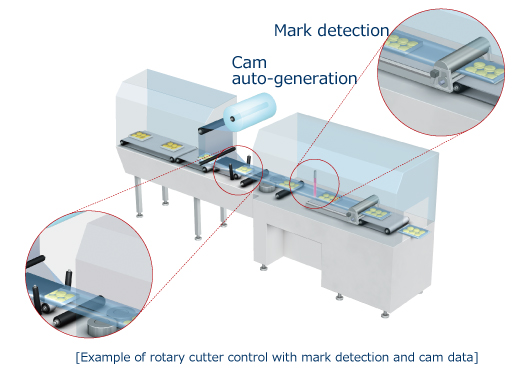 Mark detection
Cam
auto-generation
[Example of rotary cutter control with mark detection and cam data]